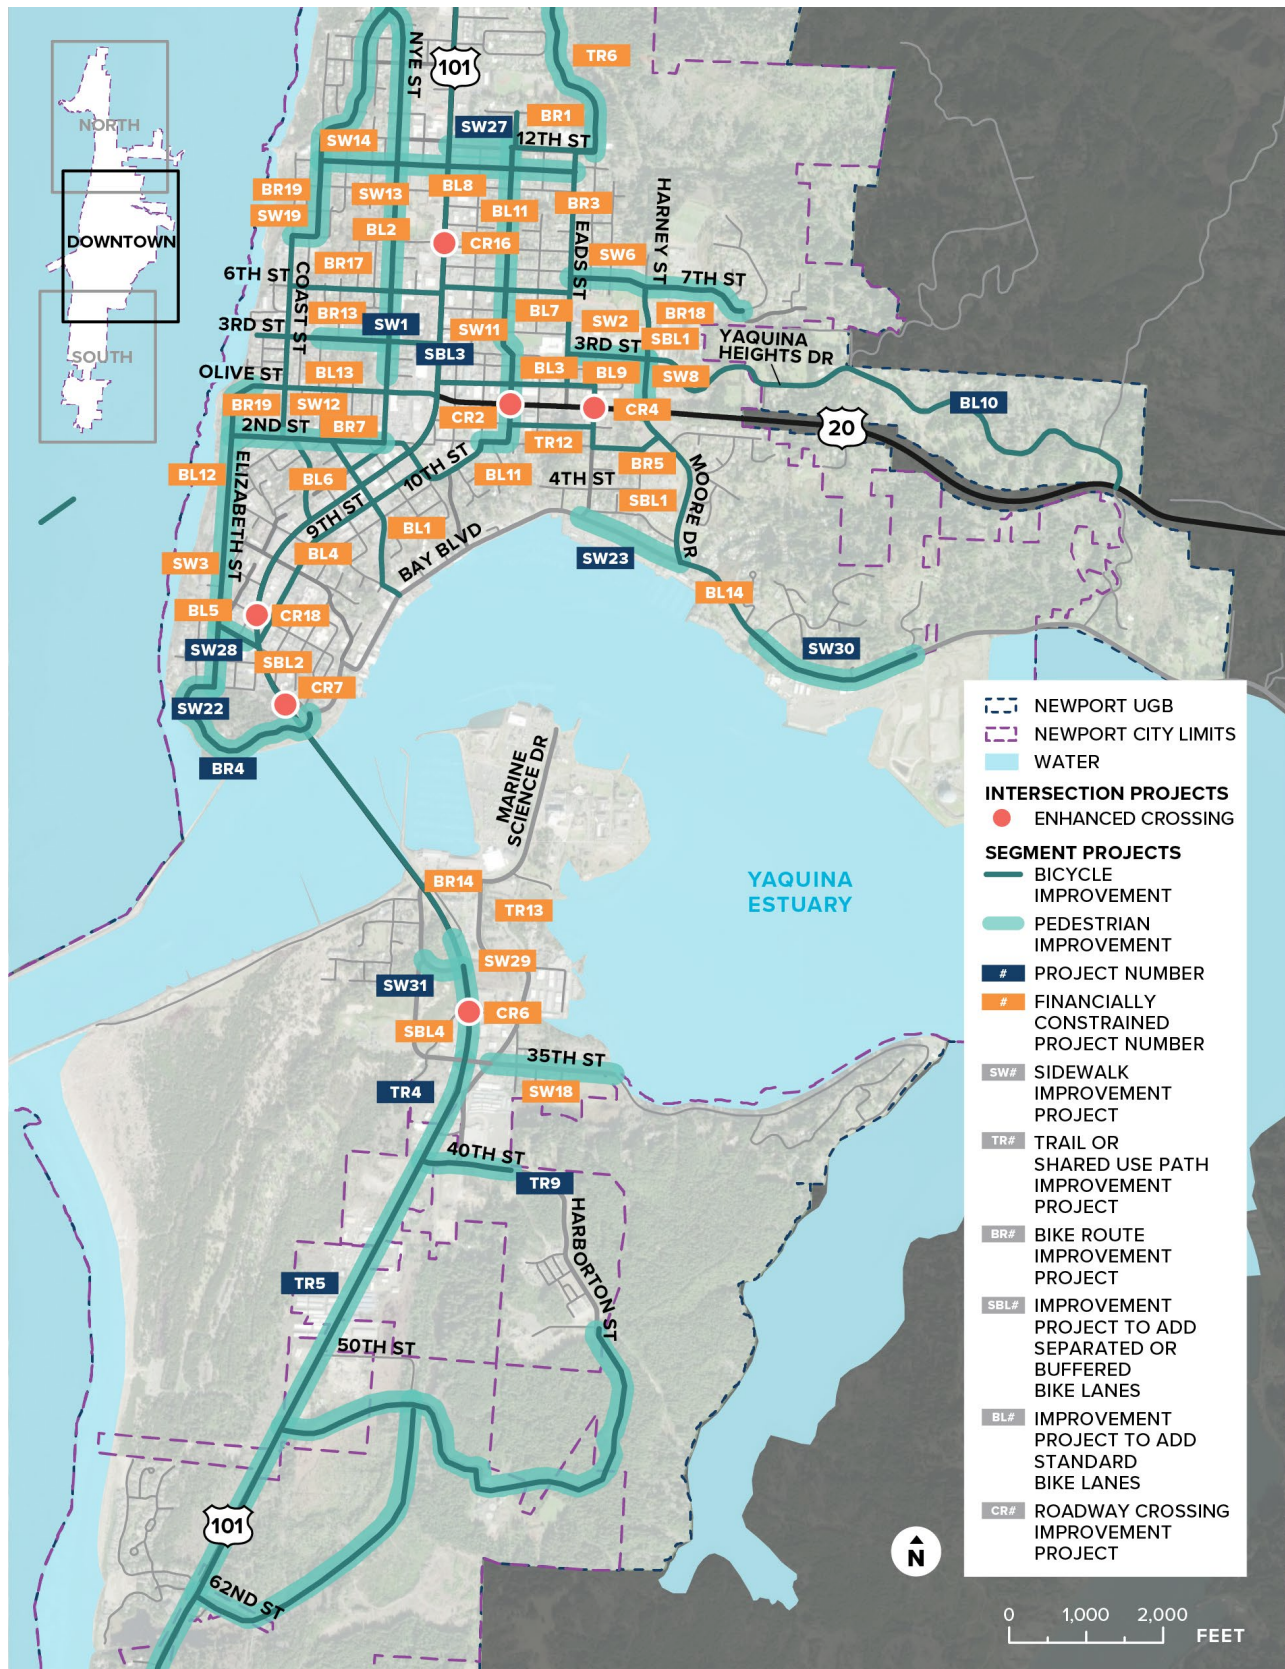 NORTH
DOWNTOWN
SOUTH
NYE ST
101
TR6
BR1
SW27
12TH ST
SW14
BR19
SW19
SW13
BL8
BL11
BR3
HARNEY ST
BL2
CR16
EADS ST
BR17
COAST ST
6TH ST
SW6
7TH ST
BR13
3RD ST
SW1
SW11
BL7
SW2
BR18
SBL1
SBL3
3RD ST
YAQUINA
HEIGHTS DR
OLIVE ST
BL13
BL3
BL9
SW8
BR19
SW12
BR7
CR2
CR4
BL10
20
2ND ST
TR12
BL12
ELIZABETH ST
BL6
10TH ST
BL11
4TH ST
BR5
SBL1
MOORE DR
9TH ST
BL1
BL4
BAY BLVD
SW23
SW3
BL5
CR18
BL14
SW28
SBL2
SW30
CR7
SW22
BR4
MARINE
SCIENCE DR
BR14
TR13
YAQUINA
ESTUARY
SW29
SW31
CR6
SBL4
35TH ST
TR4
SW18
40TH ST
TR9
HARBORTON ST
TR5
50TH ST
101
62ND ST
NEWPORT UGB
NEWPORT CITY LIMITS
WATER
INTERSECTION PROJECTS
ENHANCED CROSSING
SEGMENT PROJECTS
BICYCLE
IMPROVEMENT
PEDESTRIAN
IMPROVEMENT
# PROJECT NUMBER
# FINANCIALLY
CONSTRAINED
PROJECT NUMBER
SW# SIDEWALK
IMPROVEMENT
PROJECT
TR# TRAIL OR
SHARED USE PATH
IMPROVEMENT
PROJECT
BR# BIKE ROUTE
IMPROVEMENT
PROJECT
SBL# IMPROVEMENT
PROJECT TO ADD
SEPARATED OR
BUFFERED
BIKE LANES
BL# IMPROVEMENT
PROJECT TO ADD
STANDARD
BIKE LANES
CR# ROADWAY CROSSING
IMPROVEMENT
PROJECT
N
0 1,000 2,000
FEET